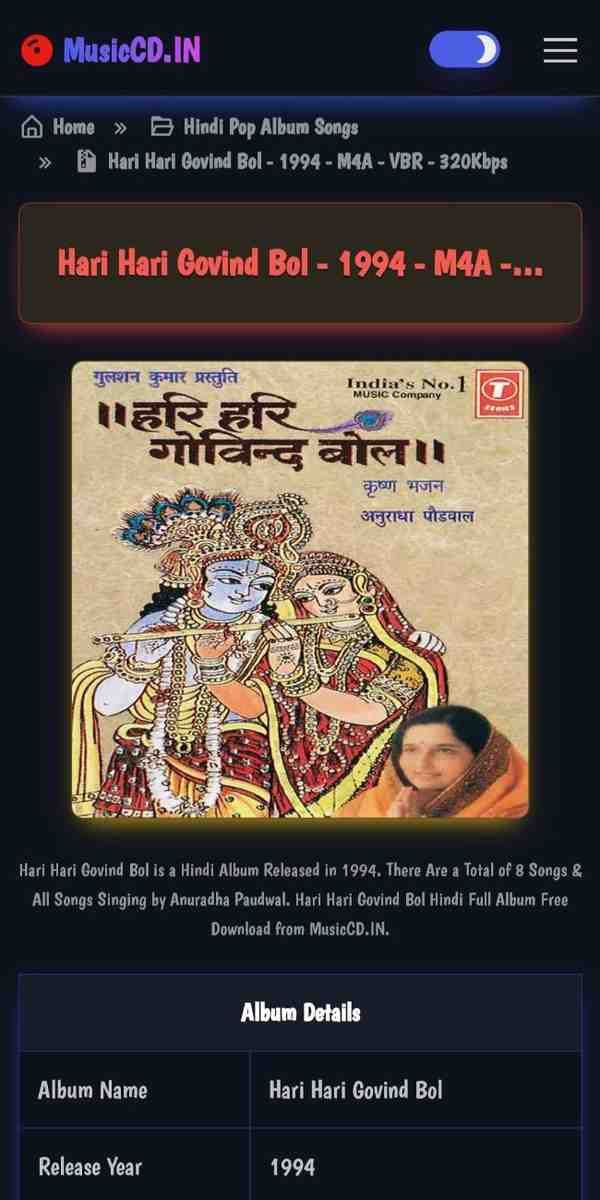 MusicCD.IN
Home » Hindi Pop Album Songs
» Hari Hari Govind Bol - 1994 - M4A - VBR - 320Kbps
Hari Hari Govind Bol - 1994 - M4A -...
गुलशन कुमार प्रस्तुति
India's No.1
MUSIC Company
T
SERIES
।।हरि हरि
गोविन्द बोल।।
कृष्ण भजन
अनुराधा पौडवाल
Hari Hari Govind Bol is a Hindi Album Released in 1994. There Are a Total of 8 Songs &
All Songs Singing by Anuradha Paudwal. Hari Hari Govind Bol Hindi Full Album Free
Download from MusicCD.IN.
Album Details
Album Name Hari Hari Govind Bol
Release Year 1994